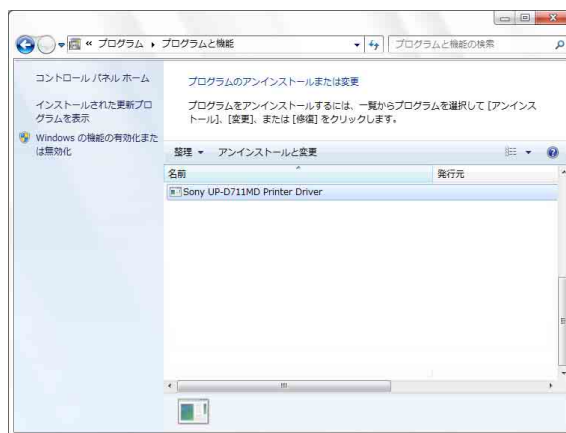 « プログラム ▸ プログラムと機能
プログラムと機能の検索
コントロール パネル ホーム
インストールされた更新プロ
グラムを表示
Windows の機能の有効化また
は無効化
プログラムのアンインストールまたは変更
プログラムをアンインストールするには、一覧からプログラムを選択して [アンインス
トール]、[変更]、または [修復] をクリックします。
整理 ▾ アンインストールと変更
名前 発行元
Sony UP-D711MD Printer Driver